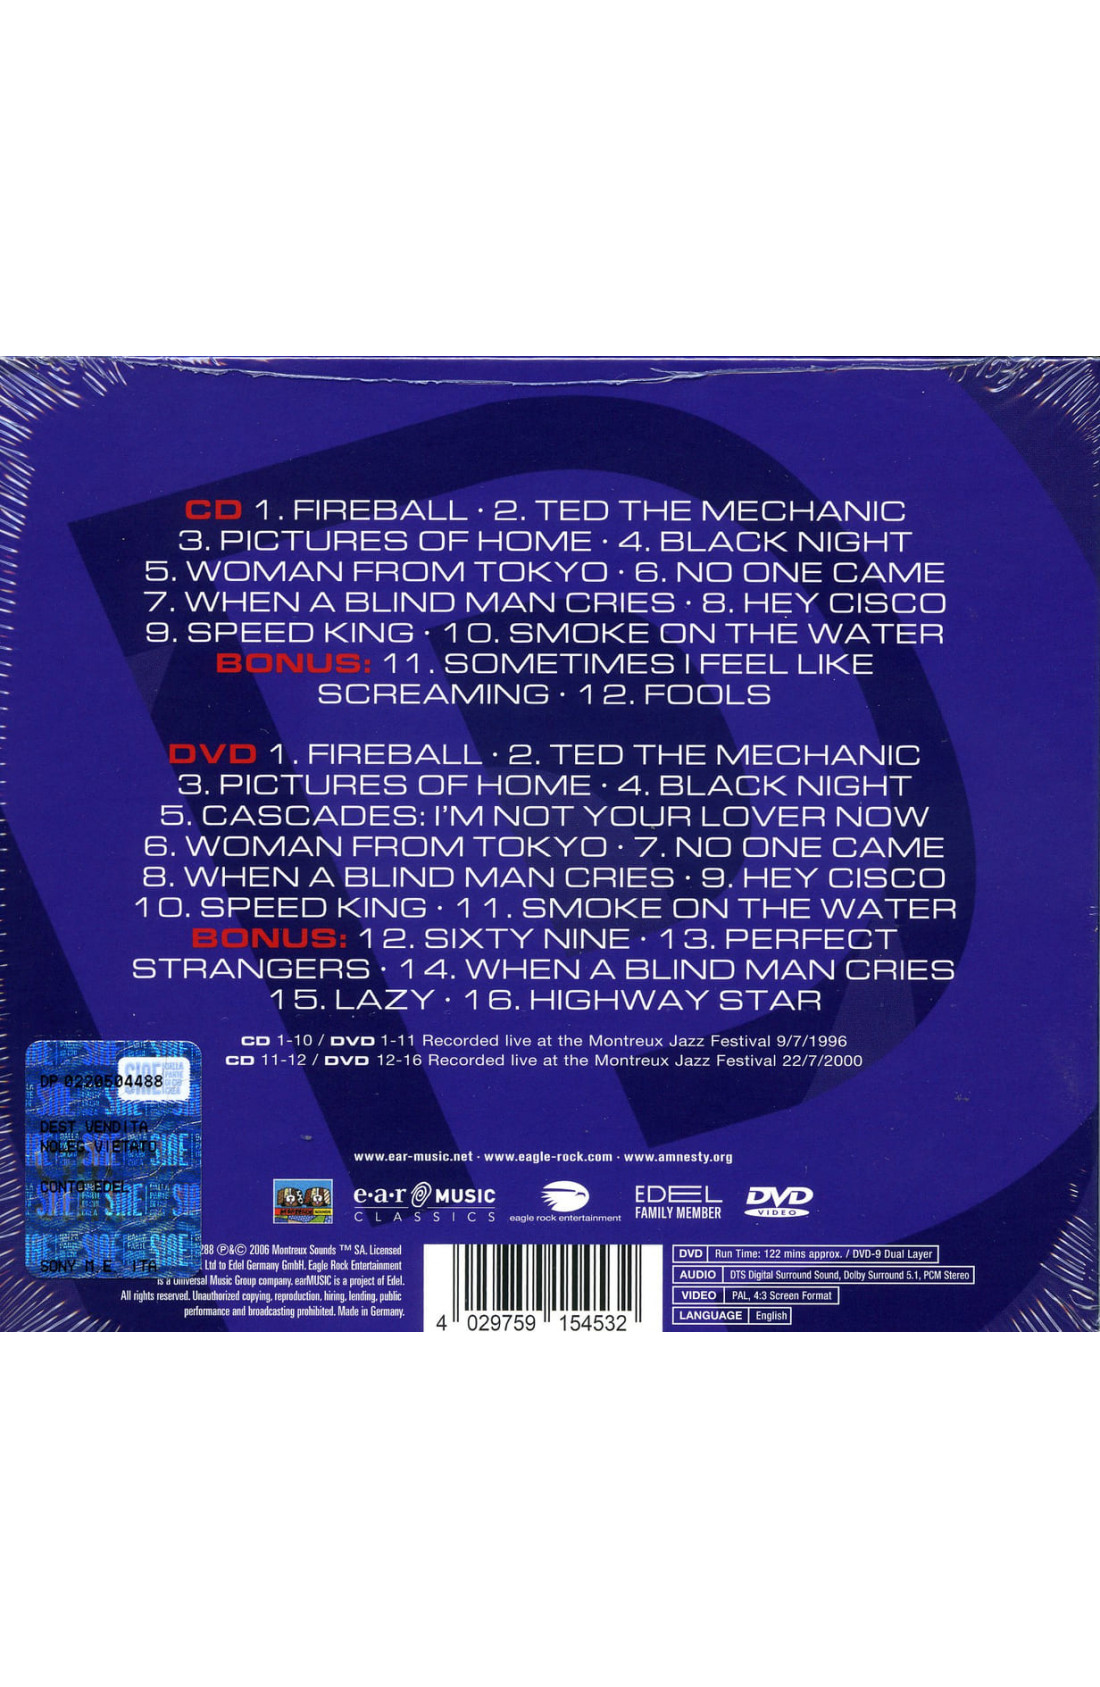 CD 1. FIREBALL · 2. TED THE MECHANIC
3. PICTURES OF HOME · 4. BLACK NIGHT
5. WOMAN FROM TOKYO · 6. NO ONE CAME
7. WHEN A BLIND MAN CRIES · 8. HEY CISCO
9. SPEED KING · 10. SMOKE ON THE WATER
BONUS: 11. SOMETIMES I FEEL LIKE
SCREAMING · 12. FOOLS
DVD 1. FIREBALL · 2. TED THE MECHANIC
3. PICTURES OF HOME · 4. BLACK NIGHT
5. CASCADES: I'M NOT YOUR LOVER NOW
6. WOMAN FROM TOKYO · 7. NO ONE CAME
8. WHEN A BLIND MAN CRIES · 9. HEY CISCO
10. SPEED KING · 11. SMOKE ON THE WATER
BONUS: 12. SIXTY NINE · 13. PERFECT
STRANGERS · 14. WHEN A BLIND MAN CRIES
15. LAZY · 16. HIGHWAY STAR
CD 1-10 / DVD 1-11 Recorded live at the Montreux Jazz Festival 9/7/1996
CD 11-12 / DVD 12-16 Recorded live at the Montreux Jazz Festival 22/7/2000
DP 0220504488
SIAE
DEST VENDITA
NOLEG VIETATO
CONTO EDEL
SONY M.E. ITA
www.ear-music.net · www.eagle-rock.com · www.amnesty.org
e·a·r MUSIC
CLASSICS
eagle rock entertainment
EDEL
FAMILY MEMBER
DVD
VIDEO
288 ℗&© 2006 Montreux Sounds ™ SA. Licensed
Ltd to Edel Germany GmbH. Eagle Rock Entertainment
is a Universal Music Group company. earMUSIC is a project of Edel.
All rights reserved. Unauthorized copying, reproduction, hiring, lending, public
performance and broadcasting prohibited. Made in Germany.
4 029759 154532
DVD Run Time: 122 mins approx. / DVD-9 Dual Layer
AUDIO DTS Digital Surround Sound, Dolby Surround 5.1, PCM Stereo
VIDEO PAL, 4:3 Screen Format
LANGUAGE English